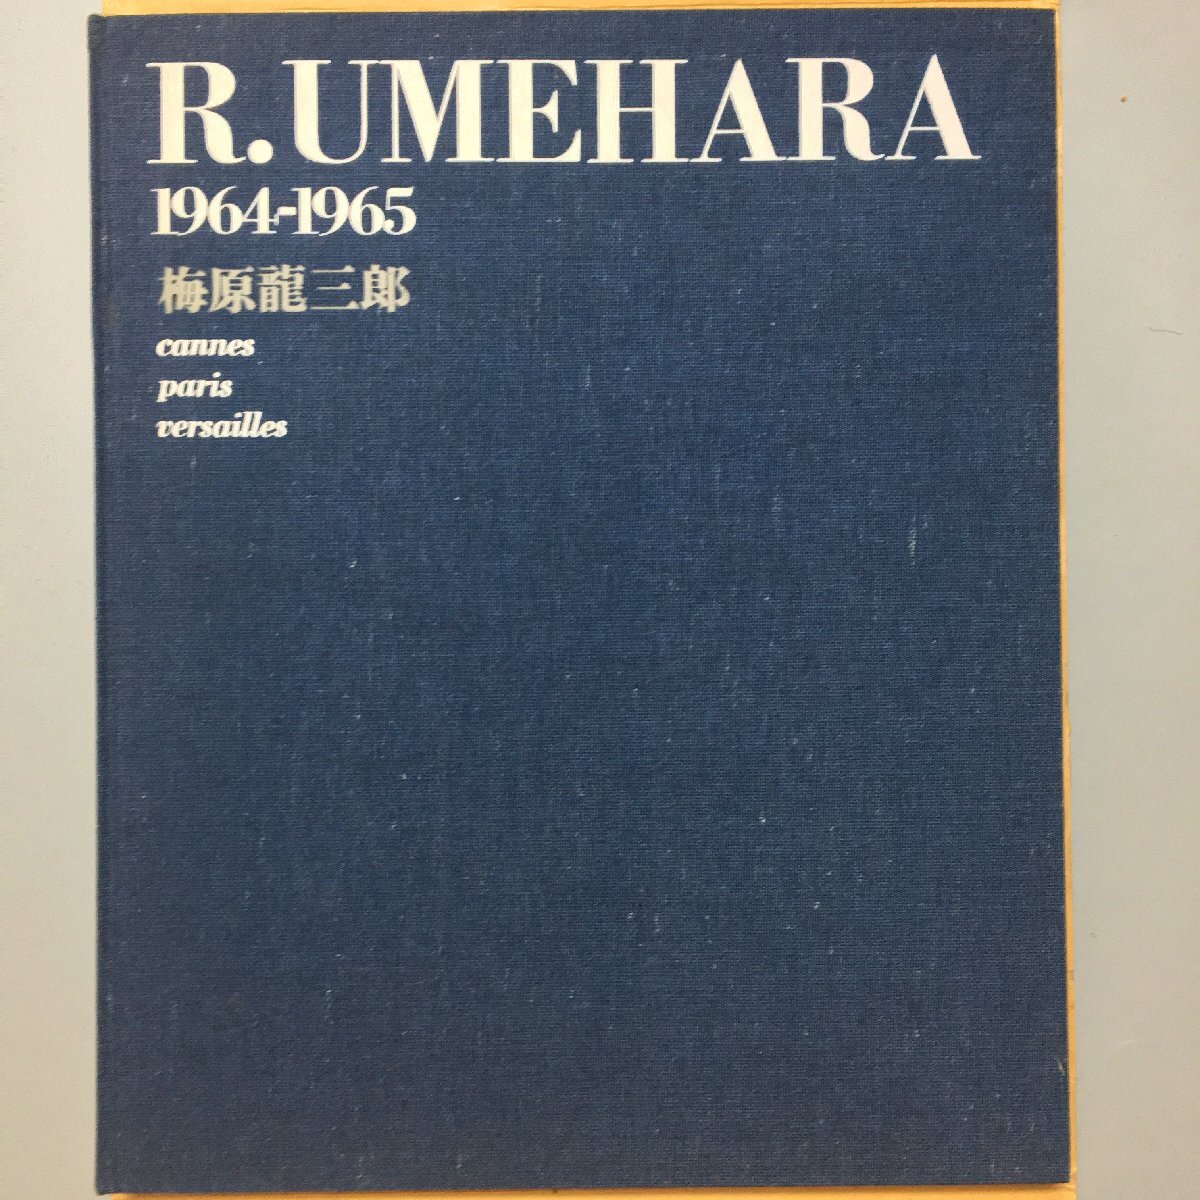 R.UMEHARA
1964-1965
梅原龍三郎
cannes
paris
versailles